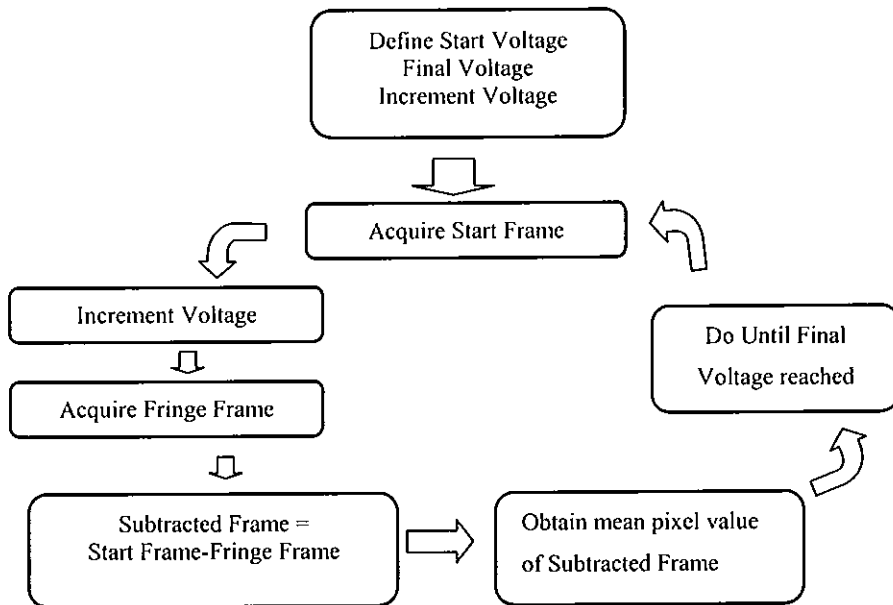 Define Start Voltage
Final Voltage
Increment Voltage
Acquire Start Frame
Increment Voltage
Acquire Fringe Frame
Subtracted Frame =
Start Frame-Fringe Frame
Obtain mean pixel value
of Subtracted Frame
Do Until Final
Voltage reached